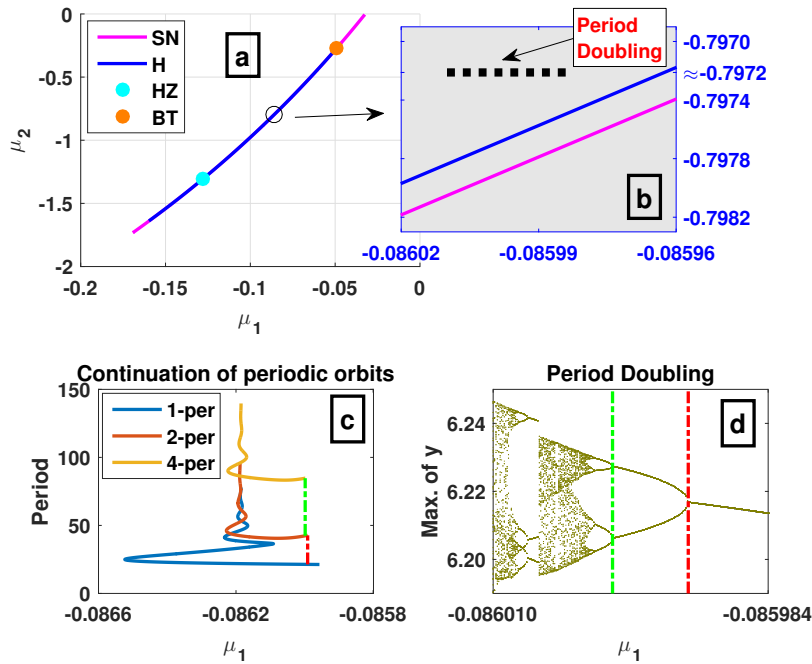 SN
H
HZ
BT
a
0
-0.5
-1
-1.5
-2
μ2
-0.2
-0.15
-0.1
-0.05
0
μ1
Period
Doubling
b
-0.7970
≈-0.7972
-0.7974
-0.7978
-0.7982
-0.08602
-0.08599
-0.08596
Continuation of periodic orbits
1-per
2-per
4-per
c
150
100
50
0
Period
-0.0866
-0.0862
-0.0858
μ1
Period Doubling
d
6.24
6.22
6.20
Max. of y
-0.086010
-0.085984
μ1